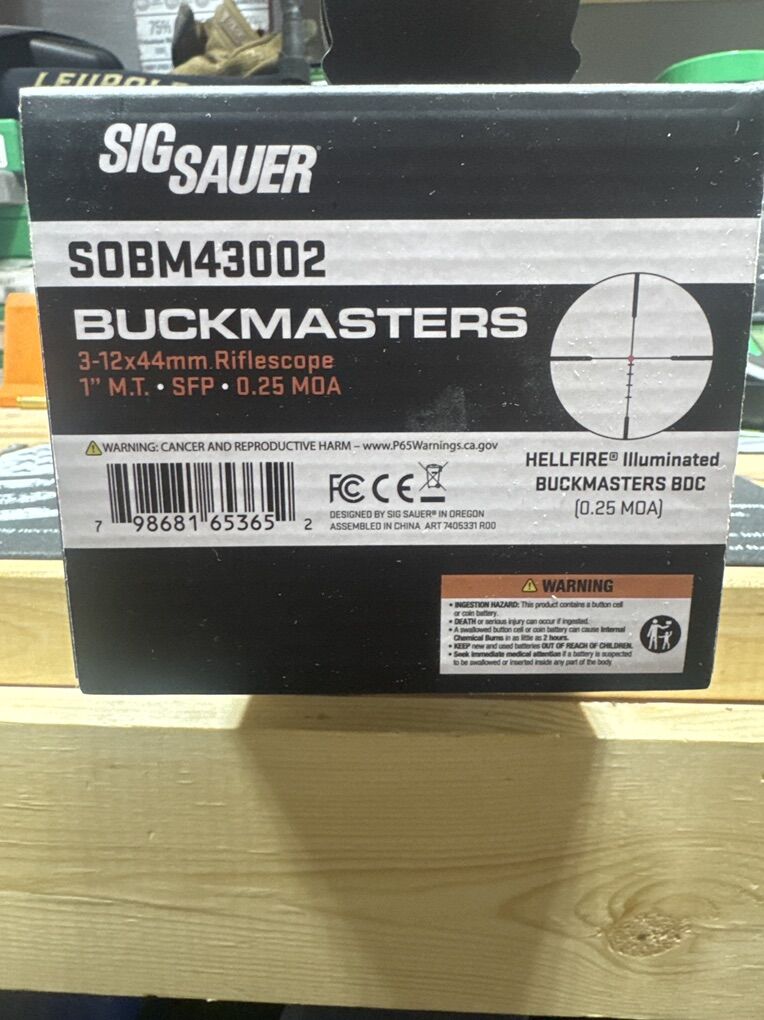 75%
LEUPOL
SIG SAUER
SOBM43002
BUCKMASTERS
3-12x44mm Riflescope
1" M.T. • SFP • 0.25 MOA
WARNING: CANCER AND REPRODUCTIVE HARM – www.P65Warnings.ca.gov
7 98681 65365 2
FC CE
DESIGNED BY SIG SAUER® IN OREGON
ASSEMBLED IN CHINA ART 7405331 R00
HELLFIRE® Illuminated
BUCKMASTERS BDC
(0.25 MOA)
WARNING
• INGESTION HAZARD: This product contains a button cell
or coin battery.
• DEATH or serious injury can occur if ingested.
• A swallowed button cell or coin battery can cause Internal
Chemical Burns in as little as 2 hours.
• KEEP new and used batteries OUT OF REACH OF CHILDREN.
• Seek immediate medical attention if a battery is suspected
to be swallowed or inserted inside any part of the body.